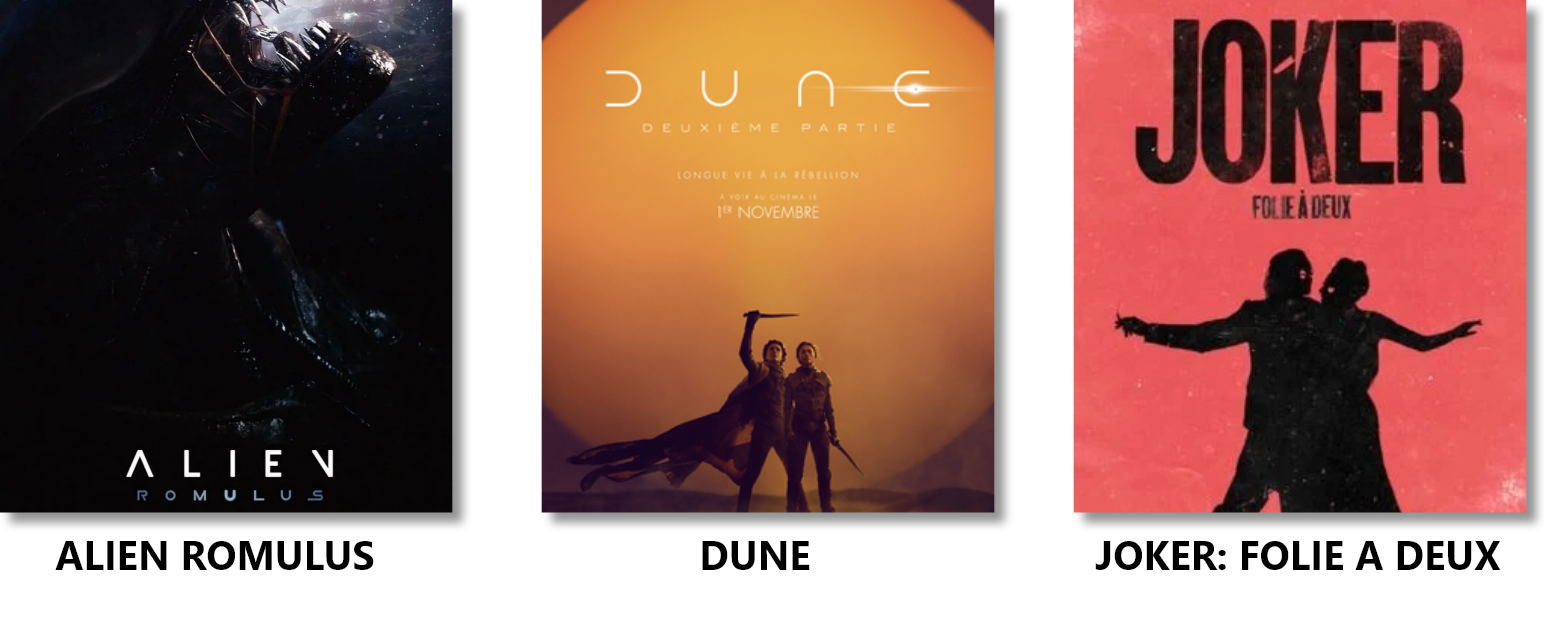 ALIEN
ROMULUS
ALIEN ROMULUS
DUNE
DEUXIÈME PARTIE
LONGUE VIE À LA RÉBELLION
À VOIR AU CINÉMA LE
1ER NOVEMBRE
DUNE
JOKER
FOLIE À DEUX
JOKER: FOLIE A DEUX